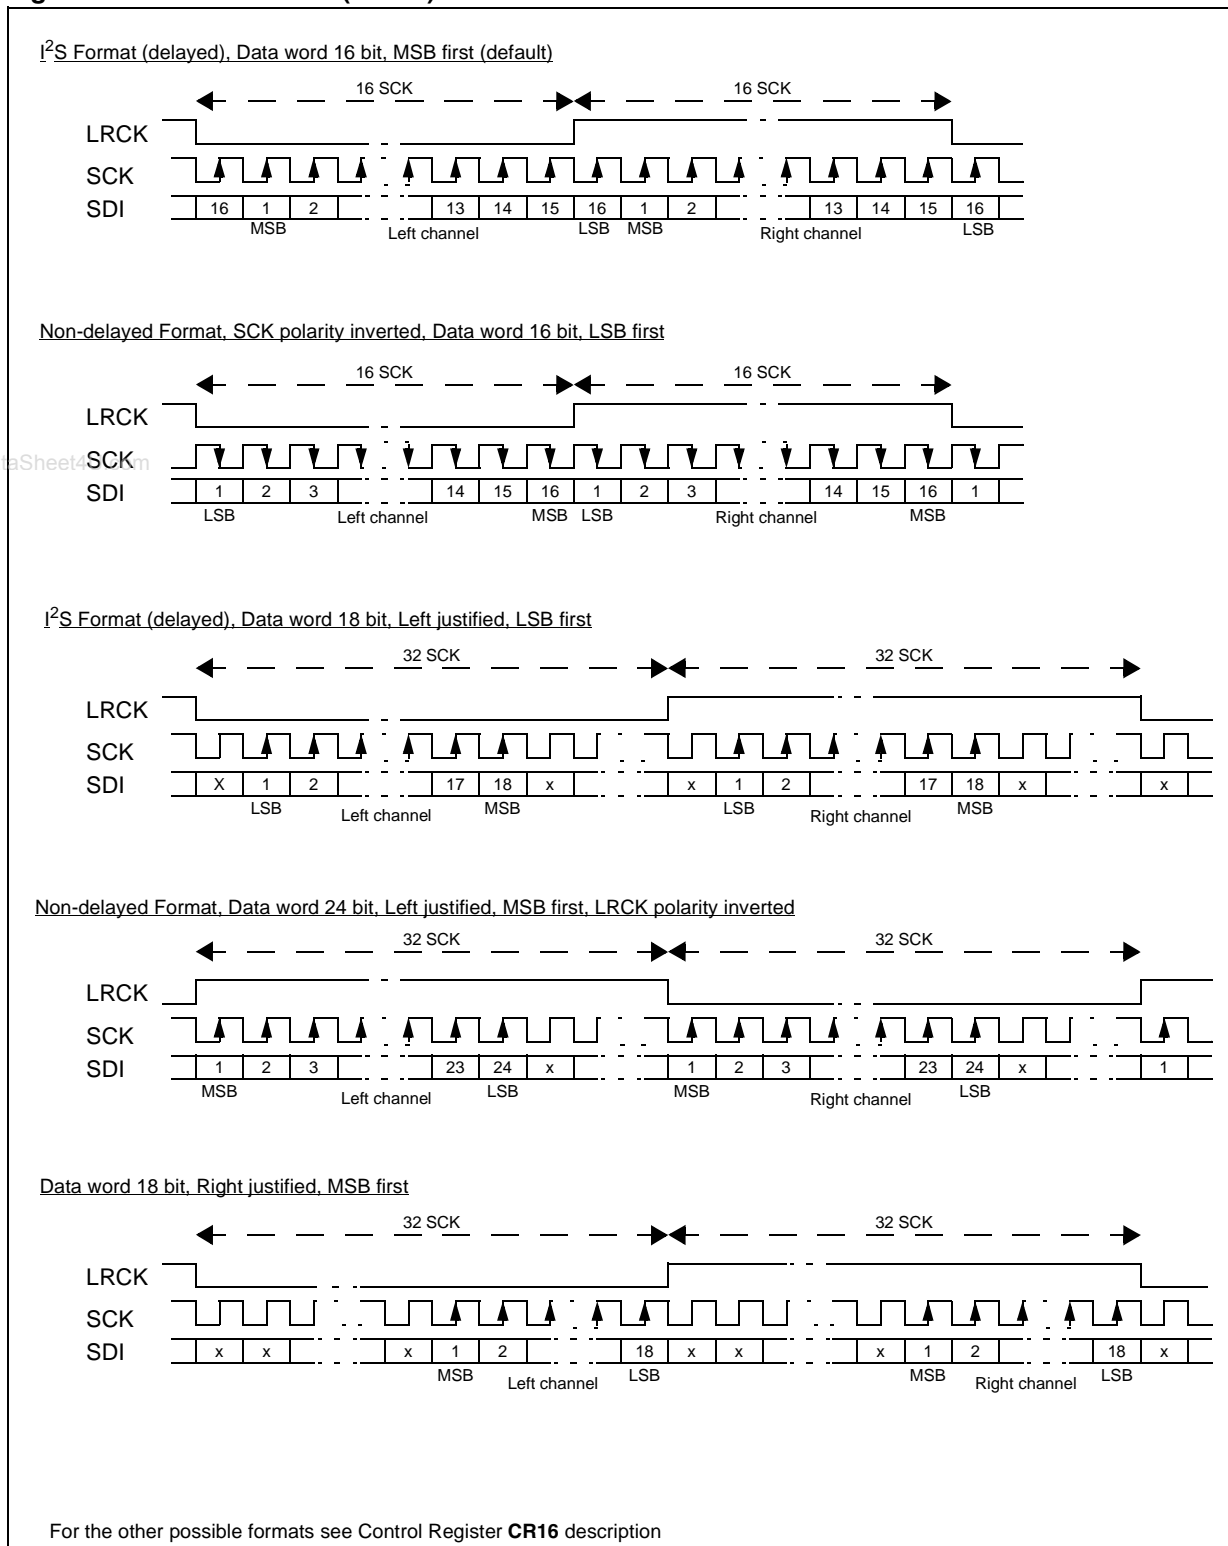 I2S Format (delayed), Data word 16 bit, MSB first (default)
16 SCK 16 SCK
LRCK
SCK
SDI 16 1 2 13 14 15 16 1 2 13 14 15 16
MSB Left channel LSB MSB Right channel LSB
Non-delayed Format, SCK polarity inverted, Data word 16 bit, LSB first
16 SCK 16 SCK
LRCK
SCK
SDI 1 2 3 14 15 16 1 2 3 14 15 16 1
LSB Left channel MSB LSB Right channel MSB
I2S Format (delayed), Data word 18 bit, Left justified, LSB first
32 SCK 32 SCK
LRCK
SCK
SDI X 1 2 17 18 x x 1 2 17 18 x x
LSB Left channel MSB LSB Right channel MSB
Non-delayed Format, Data word 24 bit, Left justified, MSB first, LRCK polarity inverted
32 SCK 32 SCK
LRCK
SCK
SDI 1 2 3 23 24 x 1 2 3 23 24 x 1
MSB Left channel LSB MSB Right channel LSB
Data word 18 bit, Right justified, MSB first
32 SCK 32 SCK
LRCK
SCK
SDI x x x 1 2 18 x x x 1 2 18 x
MSB Left channel LSB MSB Right channel LSB
For the other possible formats see Control Register CR16 description